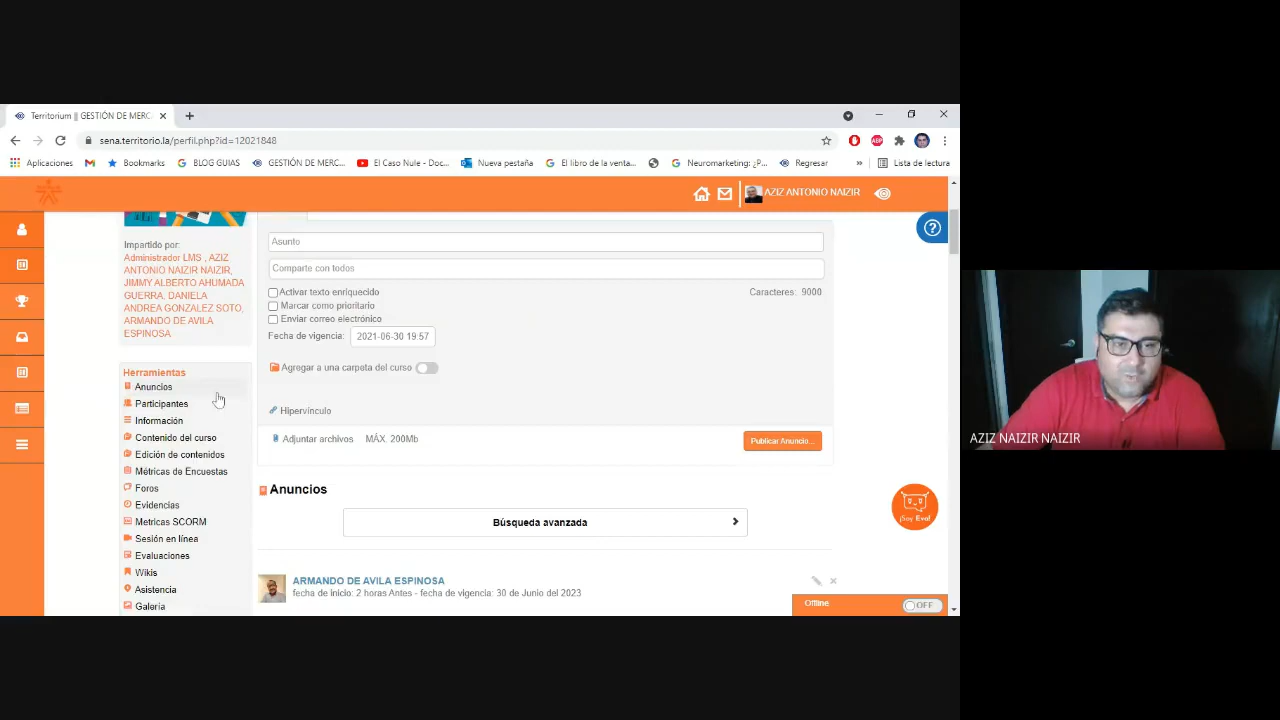 Territorium || GESTIÓN DE MERC
sena.territorio.la/perfil.php?id=12021848
Aplicaciones
Bookmarks
BLOG GUIAS
GESTIÓN DE MERC...
El Caso Nule - Doc...
Nueva pestaña
El libro de la venta...
Neuromarketing: ¿P...
Regresar
»
Lista de lectura
AZIZ ANTONIO NAIZIR
Impartido por:
Administrador LMS , AZIZ
ANTONIO NAIZIR NAIZIR,
JIMMY ALBERTO AHUMADA
GUERRA, DANIELA
ANDREA GONZALEZ SOTO,
ARMANDO DE AVILA
ESPINOSA
Herramientas
Anuncios
Participantes
Información
Contenido del curso
Edición de contenidos
Métricas de Encuestas
Foros
Evidencias
Metricas SCORM
Sesión en línea
Evaluaciones
Wikis
Asistencia
Galería
Asunto
Comparte con todos
Activar texto enriquecido
Caracteres: 9000
Marcar como prioritario
Enviar correo electrónico
Fecha de vigencia: 2021-06-30 19:57
Agregar a una carpeta del curso
Hipervínculo
Adjuntar archivos MÁX. 200Mb
Publicar Anuncio...
Anuncios
Búsqueda avanzada
ARMANDO DE AVILA ESPINOSA
fecha de inicio: 2 horas Antes - fecha de vigencia: 30 de Junio del 2023
¡Soy Eva!
Offline
OFF
ABP
?
AZIZ NAIZIR NAIZIR